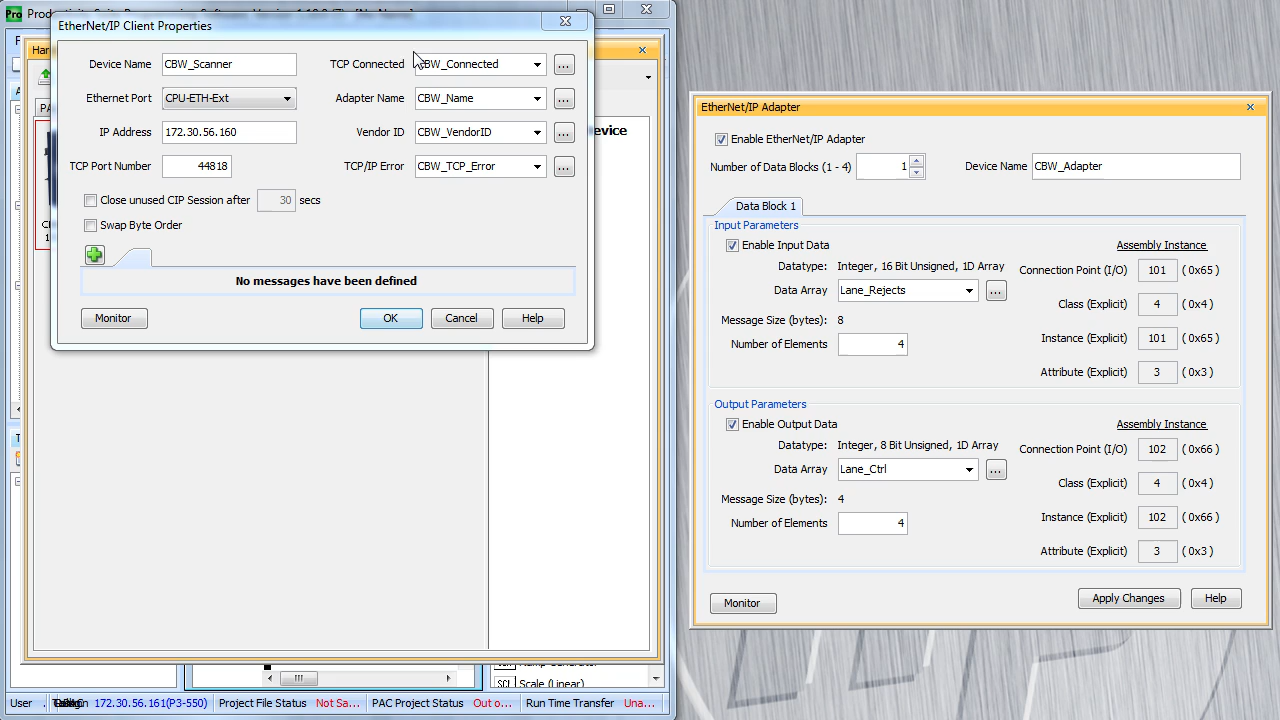 EtherNet/IP Client Properties
Device Name CBW_Scanner TCP Connected CBW_Connected ...
Ethernet Port CPU-ETH-Ext Adapter Name CBW_Name ...
IP Address 172.30.56.160 Vendor ID CBW_VendorID ...
TCP Port Number 44818 TCP/IP Error CBW_TCP_Error ...
Close unused CIP Session after 30 secs
Swap Byte Order
No messages have been defined
Monitor OK Cancel Help
User 172.30.56.161(P3-550) Project File Status Not Sa... PAC Project Status Out o... Run Time Transfer Una...
Scale (Linear)
EtherNet/IP Adapter
Enable EtherNet/IP Adapter
Number of Data Blocks (1 - 4) 1 Device Name CBW_Adapter
Data Block 1
Input Parameters
Enable Input Data Assembly Instance
Datatype: Integer, 16 Bit Unsigned, 1D Array Connection Point (I/O) 101 ( 0x65 )
Data Array Lane_Rejects ... Class (Explicit) 4 ( 0x4 )
Message Size (bytes): 8 Instance (Explicit) 101 ( 0x65 )
Number of Elements 4 Attribute (Explicit) 3 ( 0x3 )
Output Parameters
Enable Output Data Assembly Instance
Datatype: Integer, 8 Bit Unsigned, 1D Array Connection Point (I/O) 102 ( 0x66 )
Data Array Lane_Ctrl ... Class (Explicit) 4 ( 0x4 )
Message Size (bytes): 4 Instance (Explicit) 102 ( 0x66 )
Number of Elements 4 Attribute (Explicit) 3 ( 0x3 )
Monitor Apply Changes Help